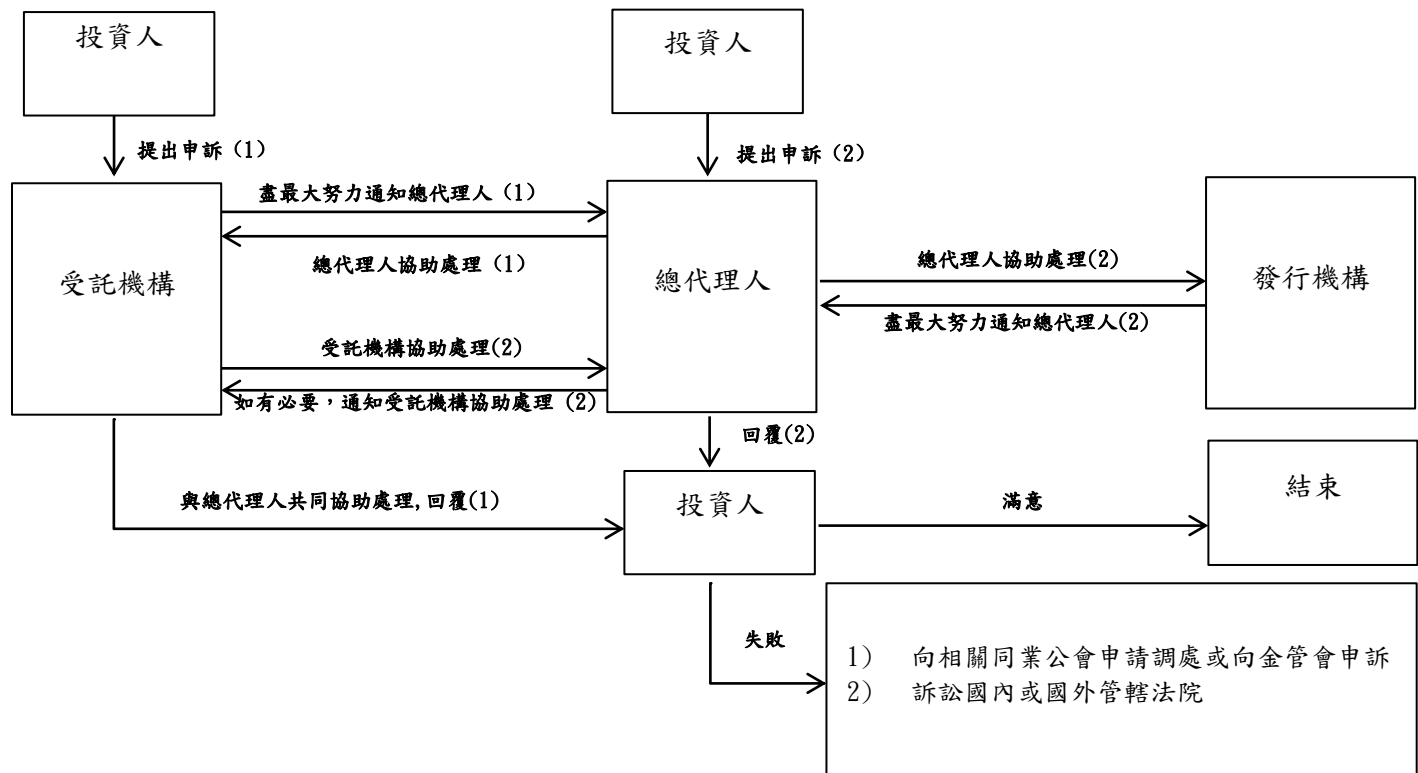 投資人
投資人
提出申訴（1）
提出申訴（2）
盡最大努力通知總代理人（1）
總代理人協助處理（1）
受託機構
總代理人
發行機構
總代理人協助處理(2)
盡最大努力通知總代理人(2)
受託機構協助處理(2)
如有必要，通知受託機構協助處理（2）
回覆(2)
與總代理人共同協助處理,回覆(1)
投資人
滿意
結束
失敗
1) 向相關同業公會申請調處或向金管會申訴
2) 訴訟國內或國外管轄法院